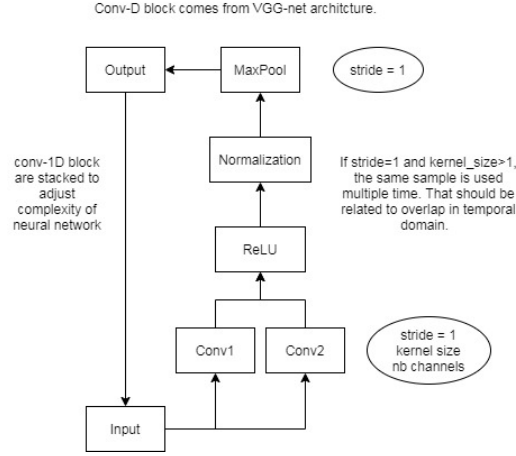 Conv-D block comes from VGG-net architcture.
Output
MaxPool
stride = 1
conv-1D block
are stacked to
adjust
complexity of
neural network
Normalization
If stride=1 and kernel_size>1,
the same sample is used
multiple time. That should be
related to overlap in temporal
domain.
ReLU
Conv1
Conv2
stride = 1
kernel size
nb channels
Input